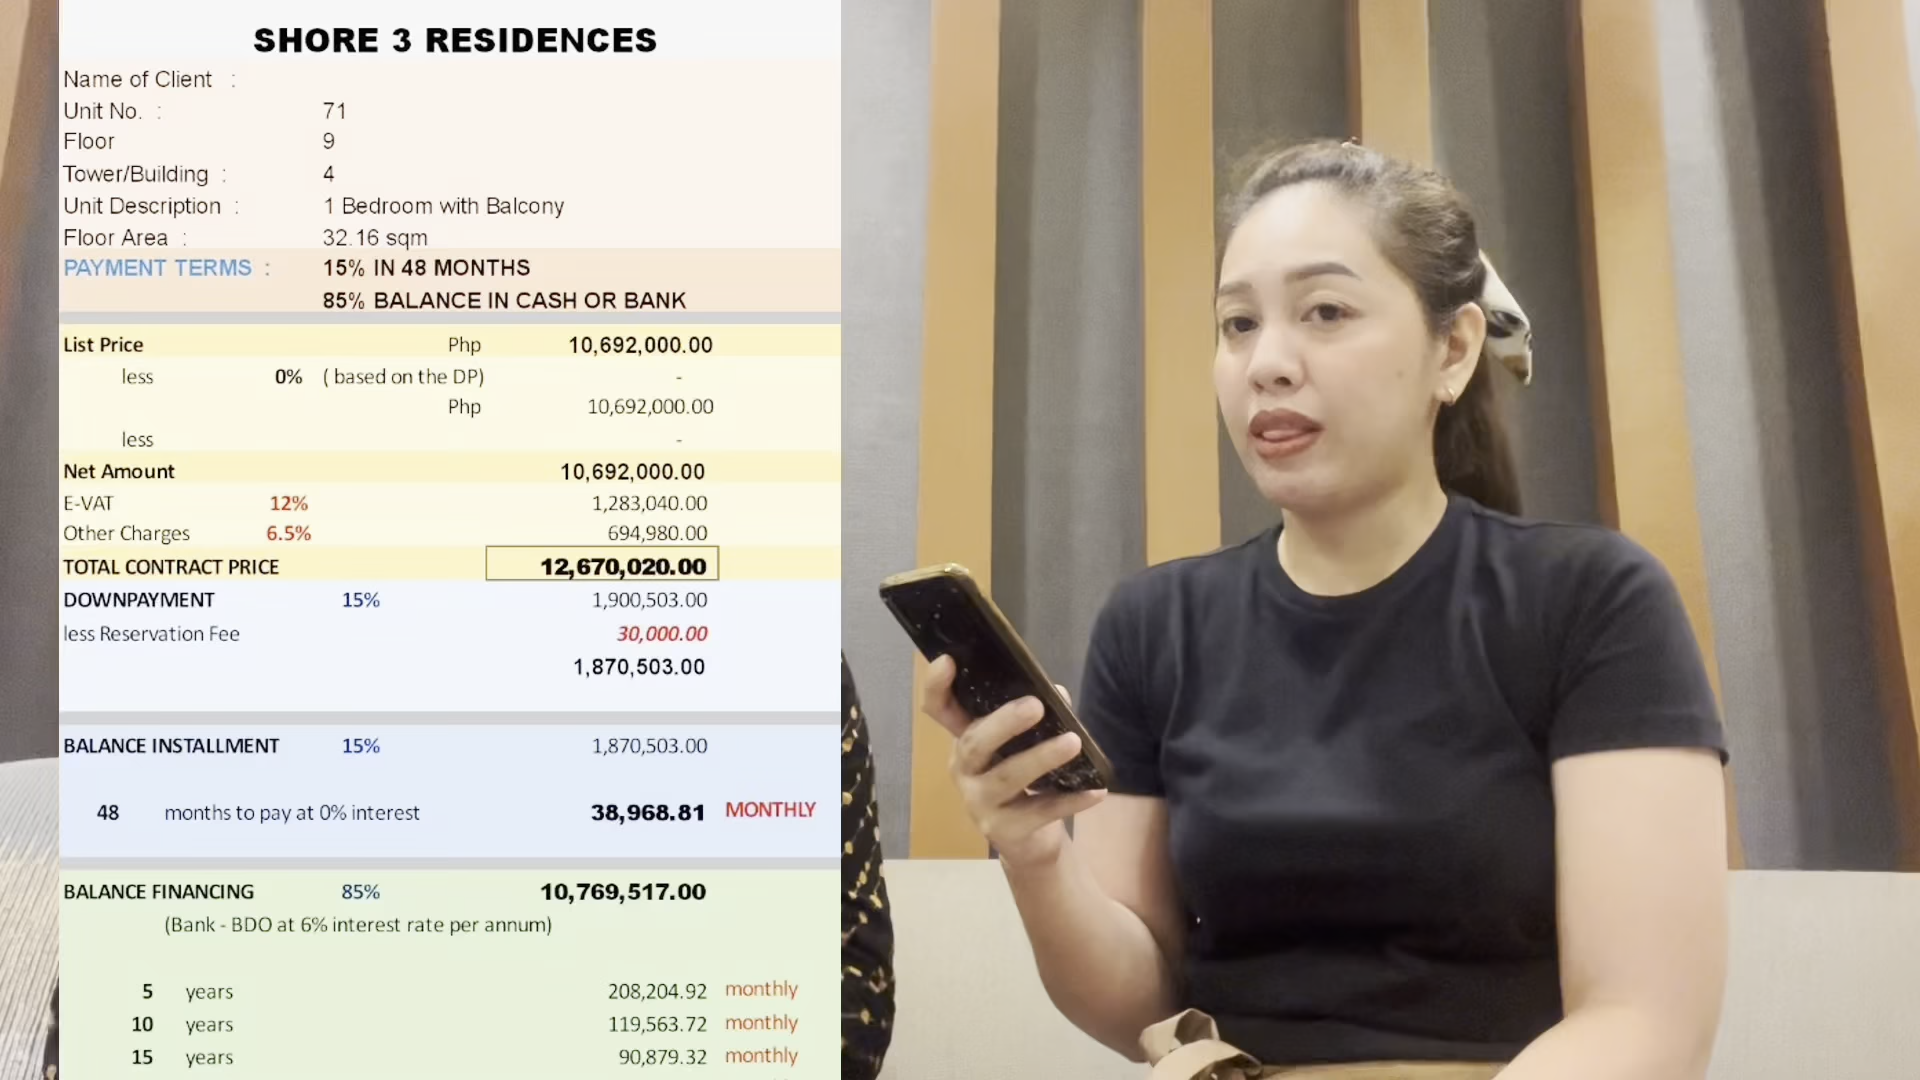 SHORE 3 RESIDENCES
Name of Client :
Unit No. : 71
Floor 9
Tower/Building : 4
Unit Description : 1 Bedroom with Balcony
Floor Area : 32.16 sqm
PAYMENT TERMS : 15% IN 48 MONTHS
85% BALANCE IN CASH OR BANK
List Price Php 10,692,000.00
less 0% ( based on the DP) -
Php 10,692,000.00
less -
Net Amount 10,692,000.00
E-VAT 12% 1,283,040.00
Other Charges 6.5% 694,980.00
TOTAL CONTRACT PRICE 12,670,020.00
DOWNPAYMENT 15% 1,900,503.00
less Reservation Fee 30,000.00
1,870,503.00
BALANCE INSTALLMENT 15% 1,870,503.00
48 months to pay at 0% interest 38,968.81 MONTHLY
BALANCE FINANCING 85% 10,769,517.00
(Bank - BDO at 6% interest rate per annum)
5 years 208,204.92 monthly
10 years 119,563.72 monthly
15 years 90,879.32 monthly